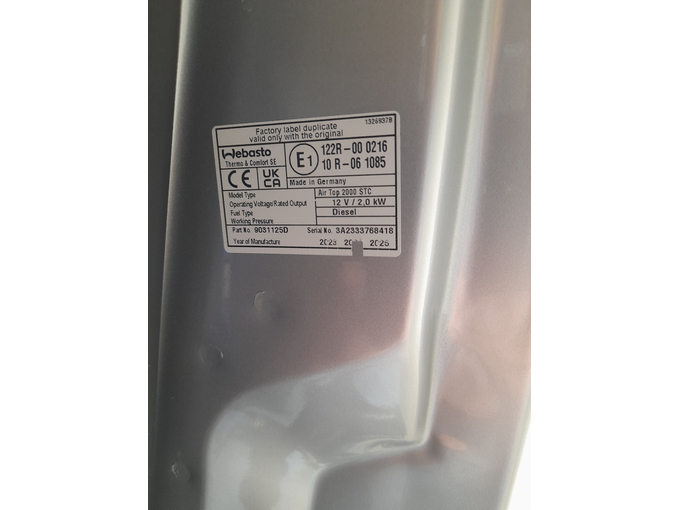 1326937B
Factory label duplicate
valid only with the original
Webasto
Thermo & Comfort SE
E1
122R-00 0216
10 R-06 1085
CE UK CA
Made in Germany
Model Type Air Top 2000 STC
Operating Voltage/Rated Output 12 V / 2,0 kW
Fuel Type Diesel
Working Pressure
Part No. 9031125D Serial No. 3A2333768418
Year of Manufacture 2023 2025